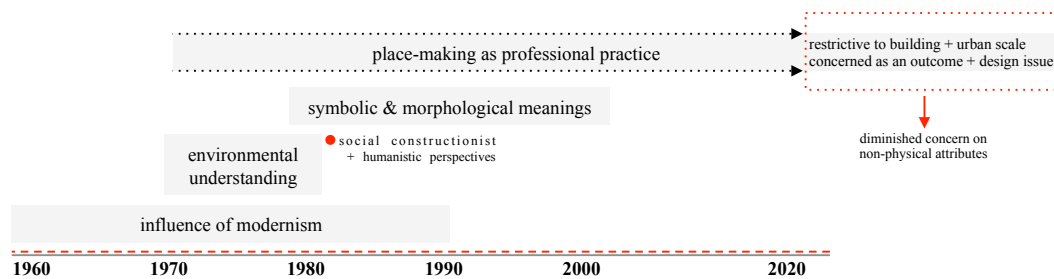 place-making as professional practice
restrictive to building + urban scale
concerned as an outcome + design issue
symbolic & morphological meanings
social constructionist
+ humanistic perspectives
diminished concern on
non-physical attributes
environmental
understanding
influence of modernism
1960 1970 1980 1990 2000 2020